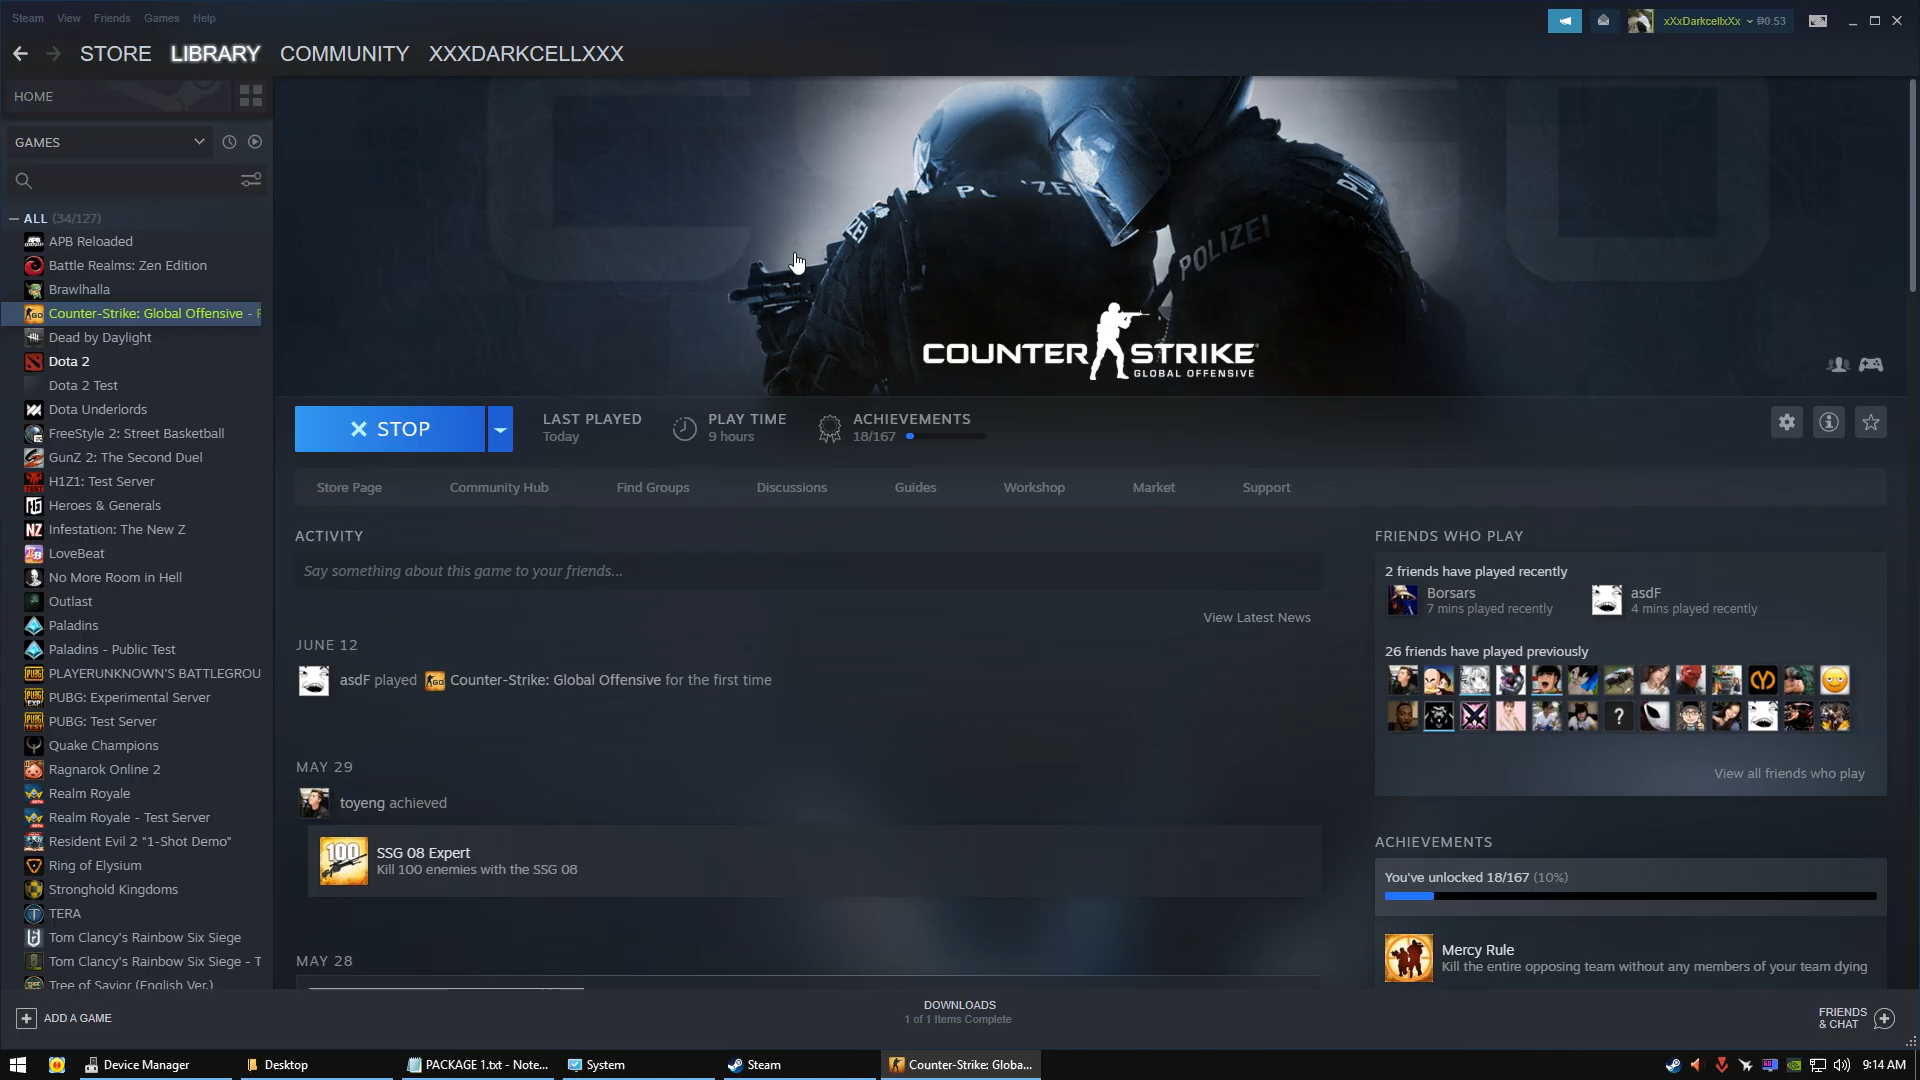 Steam View Friends Games Help
xXxDarkcellxXx ₱0.53
STORE LIBRARY COMMUNITY XXXDARKCELLXXX
HOME
GAMES
ALL (34/127)
APB Reloaded
Battle Realms: Zen Edition
Brawlhalla
Counter-Strike: Global Offensive -
Dead by Daylight
Dota 2
Dota 2 Test
Dota Underlords
FreeStyle 2: Street Basketball
GunZ 2: The Second Duel
H1Z1: Test Server
Heroes & Generals
Infestation: The New Z
LoveBeat
No More Room in Hell
Outlast
Paladins
Paladins - Public Test
PLAYERUNKNOWN'S BATTLEGROU
PUBG: Experimental Server
PUBG: Test Server
Quake Champions
Ragnarok Online 2
Realm Royale
Realm Royale - Test Server
Resident Evil 2 "1-Shot Demo"
Ring of Elysium
Stronghold Kingdoms
TERA
Tom Clancy's Rainbow Six Siege
Tom Clancy's Rainbow Six Siege - T
Tree of Savior (English Ver.)
ADD A GAME
POLIZEI
COUNTER STRIKE
GLOBAL OFFENSIVE
STOP
LAST PLAYED
Today
PLAY TIME
9 hours
ACHIEVEMENTS
18/167
Store Page Community Hub Find Groups Discussions Guides Workshop Market Support
ACTIVITY
Say something about this game to your friends...
View Latest News
JUNE 12
asdF played Counter-Strike: Global Offensive for the first time
MAY 29
toyeng achieved
100
SSG 08 Expert
Kill 100 enemies with the SSG 08
MAY 28
FRIENDS WHO PLAY
2 friends have played recently
Borsars
7 mins played recently
asdF
4 mins played recently
26 friends have played previously
?
View all friends who play
ACHIEVEMENTS
You've unlocked 18/167 (10%)
Mercy Rule
Kill the entire opposing team without any members of your team dying
DOWNLOADS
1 of 1 Items Complete
FRIENDS
& CHAT
Device Manager Desktop PACKAGE 1.txt - Note... System Steam Counter-Strike: Globa... 9:14 AM